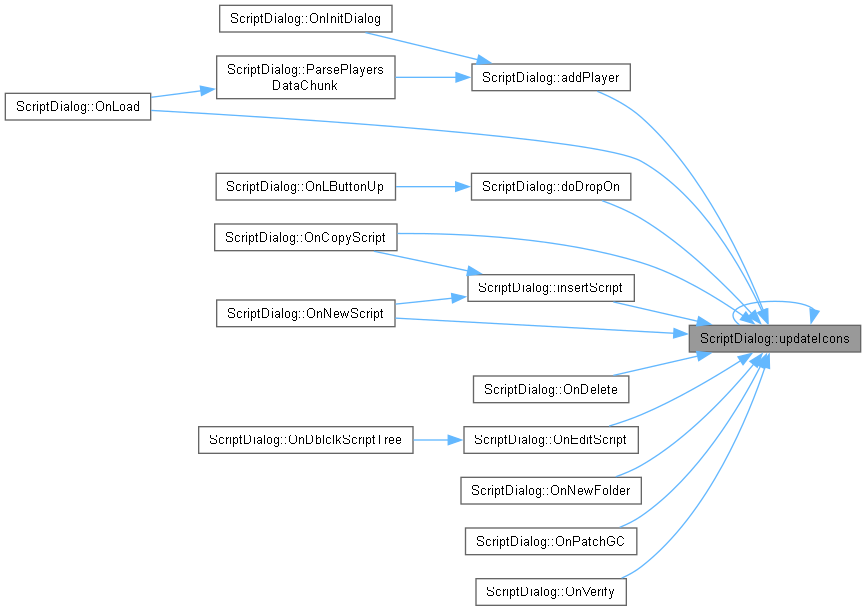 ScriptDialog::OnInitDialog
ScriptDialog::ParsePlayers
DataChunk
ScriptDialog::addPlayer
ScriptDialog::OnLoad
ScriptDialog::OnLButtonUp
ScriptDialog::doDropOn
ScriptDialog::OnCopyScript
ScriptDialog::insertScript
ScriptDialog::OnNewScript
ScriptDialog::updateIcons
ScriptDialog::OnDelete
ScriptDialog::OnDblclkScriptTree
ScriptDialog::OnEditScript
ScriptDialog::OnNewFolder
ScriptDialog::OnPatchGC
ScriptDialog::OnVerify